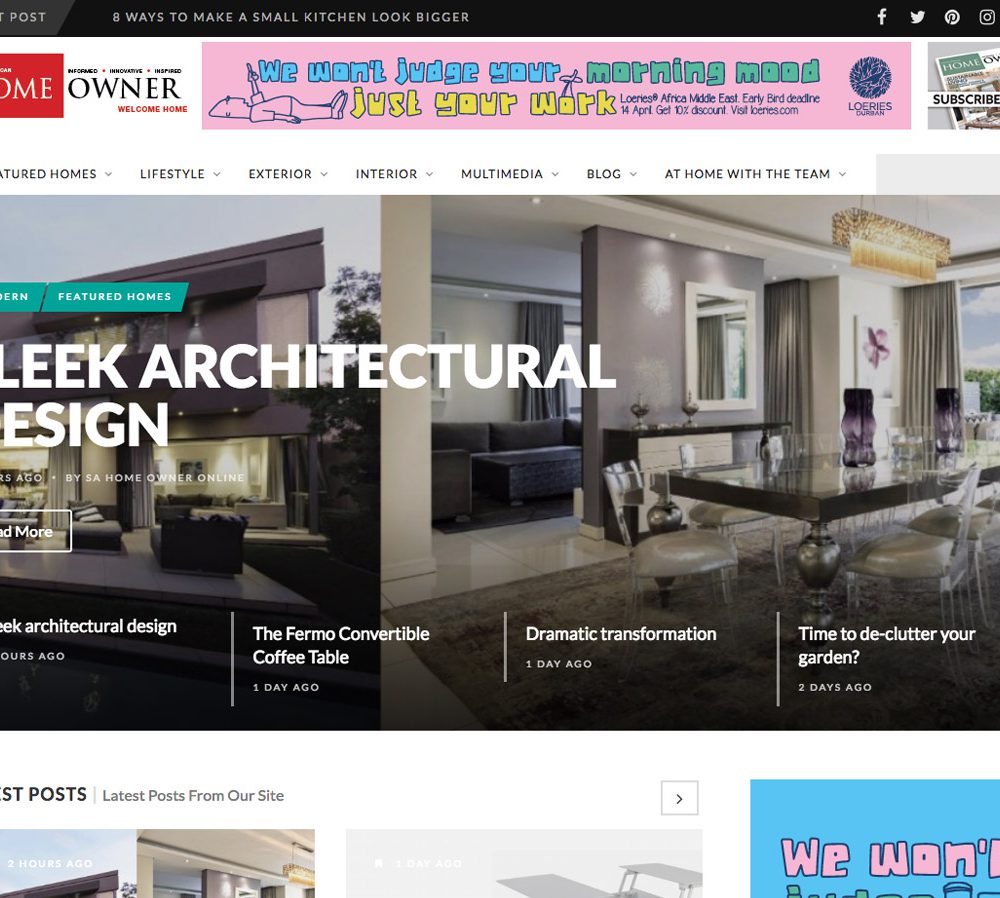 T POST
8 WAYS TO MAKE A SMALL KITCHEN LOOK BIGGER
OME OWNER
INFORMED • INNOVATIVE • INSPIRED
WELCOME HOME
We won't judge your morning mood
just your work
Loeries® Africa Middle East. Early Bird deadline
14 April. Get 10% discount. Visit loeries.com
LOERIES
DURBAN
HOME OW
SUBSCRIBE
ATURED HOMES
LIFESTYLE
EXTERIOR
INTERIOR
MULTIMEDIA
BLOG
AT HOME WITH THE TEAM
DERN
FEATURED HOMES
LEEK ARCHITECTURAL
ESIGN
RS AGO • BY SA HOME OWNER ONLINE
ad More
eek architectural design
OURS AGO
The Fermo Convertible
Coffee Table
1 DAY AGO
Dramatic transformation
1 DAY AGO
Time to de-clutter your
garden?
2 DAYS AGO
EST POSTS | Latest Posts From Our Site
2 HOURS AGO
1 DAY AGO
We won'
judge